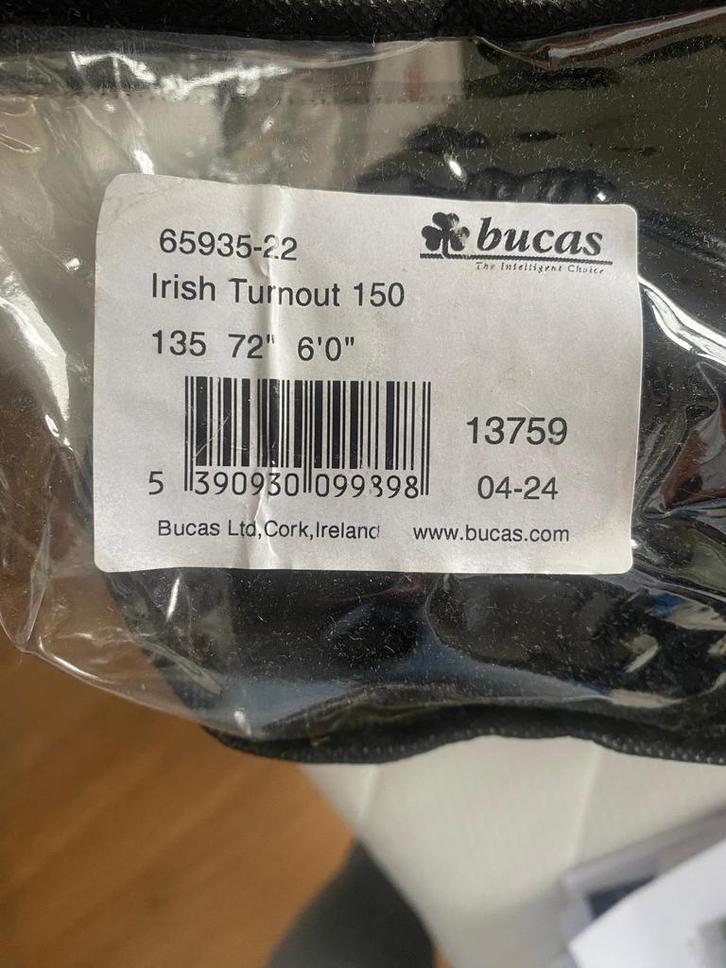 65935-22
bucas
The Intelligent Choice
Irish Turnout 150
135 72" 6'0"
13759
5 390930 099898
04-24
Bucas Ltd,Cork,Ireland www.bucas.com